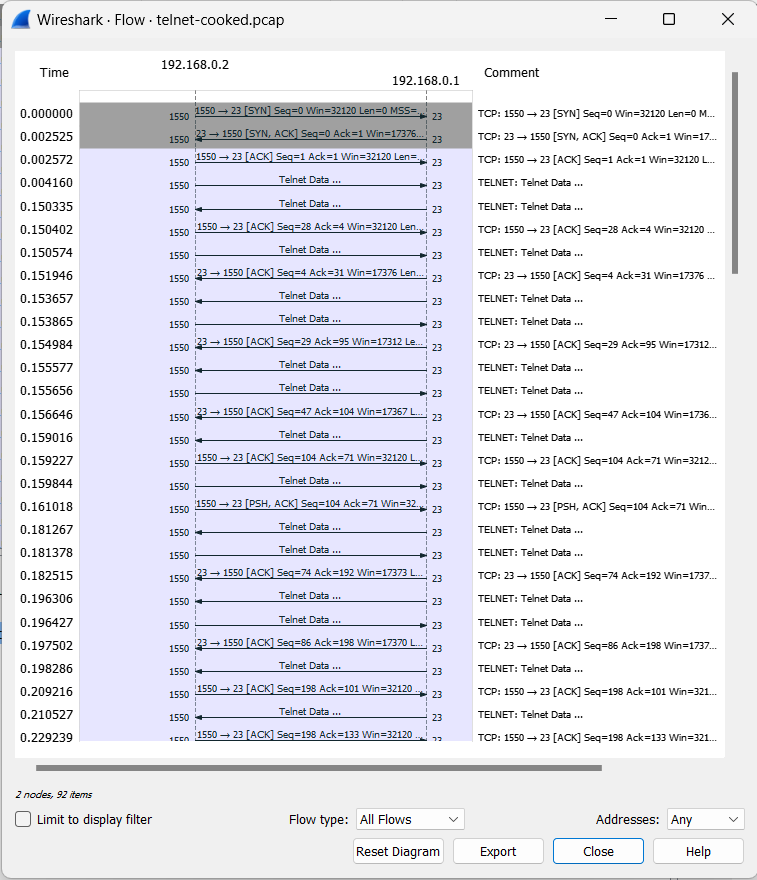 Wireshark · Flow · telnet-cooked.pcap
Time 192.168.0.2 192.168.0.1 Comment
0.000000 1550 1550 → 23 [SYN] Seq=0 Win=32120 Len=0 MSS=... 23 TCP: 1550 → 23 [SYN] Seq=0 Win=32120 Len=0 M...
0.002525 1550 23 → 1550 [SYN, ACK] Seq=0 Ack=1 Win=17376... 23 TCP: 23 → 1550 [SYN, ACK] Seq=0 Ack=1 Win=17...
0.002572 1550 1550 → 23 [ACK] Seq=1 Ack=1 Win=32120 Len=... 23 TCP: 1550 → 23 [ACK] Seq=1 Ack=1 Win=32120 L...
0.004160 1550 Telnet Data ... 23 TELNET: Telnet Data ...
0.150335 1550 Telnet Data ... 23 TELNET: Telnet Data ...
0.150402 1550 1550 → 23 [ACK] Seq=28 Ack=4 Win=32120 Len... 23 TCP: 1550 → 23 [ACK] Seq=28 Ack=4 Win=32120 ...
0.150574 1550 Telnet Data ... 23 TELNET: Telnet Data ...
0.151946 1550 23 → 1550 [ACK] Seq=4 Ack=31 Win=17376 Len... 23 TCP: 23 → 1550 [ACK] Seq=4 Ack=31 Win=17376 ...
0.153657 1550 Telnet Data ... 23 TELNET: Telnet Data ...
0.153865 1550 Telnet Data ... 23 TELNET: Telnet Data ...
0.154984 1550 23 → 1550 [ACK] Seq=29 Ack=95 Win=17312 Le... 23 TCP: 23 → 1550 [ACK] Seq=29 Ack=95 Win=17312...
0.155577 1550 Telnet Data ... 23 TELNET: Telnet Data ...
0.155656 1550 Telnet Data ... 23 TELNET: Telnet Data ...
0.156646 1550 23 → 1550 [ACK] Seq=47 Ack=104 Win=17367 L... 23 TCP: 23 → 1550 [ACK] Seq=47 Ack=104 Win=1736...
0.159016 1550 Telnet Data ... 23 TELNET: Telnet Data ...
0.159227 1550 1550 → 23 [ACK] Seq=104 Ack=71 Win=32120 L... 23 TCP: 1550 → 23 [ACK] Seq=104 Ack=71 Win=3212...
0.159844 1550 Telnet Data ... 23 TELNET: Telnet Data ...
0.161018 1550 1550 → 23 [PSH, ACK] Seq=104 Ack=71 Win=32... 23 TCP: 1550 → 23 [PSH, ACK] Seq=104 Ack=71 Win...
0.181267 1550 Telnet Data ... 23 TELNET: Telnet Data ...
0.181378 1550 Telnet Data ... 23 TELNET: Telnet Data ...
0.182515 1550 23 → 1550 [ACK] Seq=74 Ack=192 Win=17373 L... 23 TCP: 23 → 1550 [ACK] Seq=74 Ack=192 Win=1737...
0.196306 1550 Telnet Data ... 23 TELNET: Telnet Data ...
0.196427 1550 Telnet Data ... 23 TELNET: Telnet Data ...
0.197502 1550 23 → 1550 [ACK] Seq=86 Ack=198 Win=17370 L... 23 TCP: 23 → 1550 [ACK] Seq=86 Ack=198 Win=1737...
0.198286 1550 Telnet Data ... 23 TELNET: Telnet Data ...
0.209216 1550 1550 → 23 [ACK] Seq=198 Ack=101 Win=32120 ... 23 TCP: 1550 → 23 [ACK] Seq=198 Ack=101 Win=321...
0.210527 1550 Telnet Data ... 23 TELNET: Telnet Data ...
0.229239 1550 1550 → 23 [ACK] Seq=198 Ack=133 Win=32120 ... 23 TCP: 1550 → 23 [ACK] Seq=198 Ack=133 Win=321...
2 nodes, 92 items
Limit to display filter Flow type: All Flows Addresses: Any
Reset Diagram Export Close Help